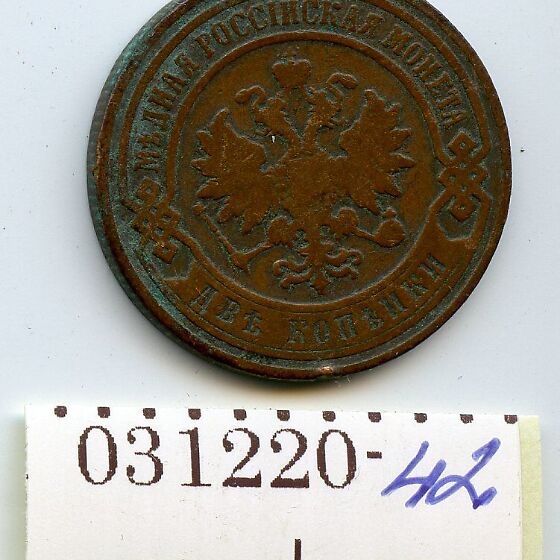 МѢДНАЯ РОССІЙСКАЯ МОНЕТА
ДВѢ КОПѢЙКИ
031220-42